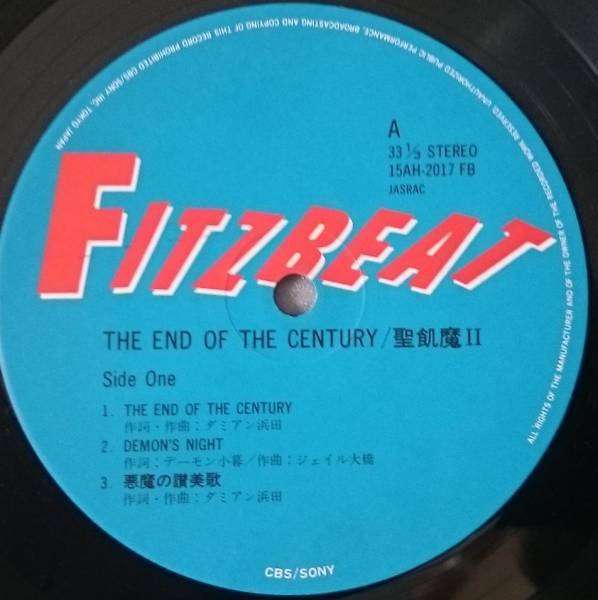 ALL RIGHTS OF THE MANUFACTURER AND OF THE OWNER OF THE RECORDED WORK RESERVED. UNAUTHORIZED PUBLIC PERFORMANCE, BROADCASTING AND COPYING OF THIS RECORD PROHIBITED CBS/SONY INC. TOKYO JAPAN
A
33 1/3 STEREO
15AH-2017 FB
JASRAC
FITZBEAT
THE END OF THE CENTURY/聖飢魔II
Side One
1. THE END OF THE CENTURY
作詞・作曲:ダミアン浜田
2. DEMON'S NIGHT
作詞:デーモン小暮/作曲:ジェイル大橋
3. 悪魔の讃美歌
作詞・作曲:ダミアン浜田
CBS/SONY